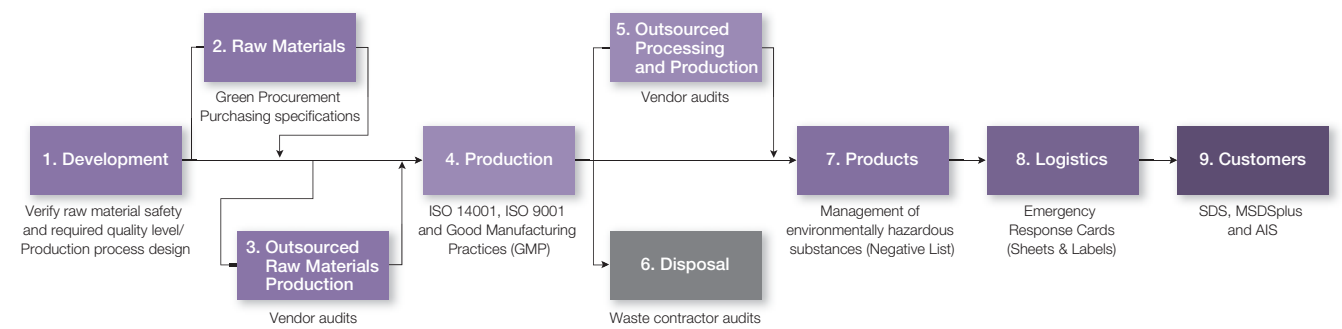 1. Development
Verify raw material safety
and required quality level/
Production process design
2. Raw Materials
Green Procurement
Purchasing specifications
3. Outsourced
Raw Materials
Production
Vendor audits
4. Production
ISO 14001, ISO 9001
and Good Manufacturing
Practices (GMP)
5. Outsourced
Processing
and Production
Vendor audits
6. Disposal
Waste contractor audits
7. Products
Management of
environmentally hazardous
substances (Negative List)
8. Logistics
Emergency
Response Cards
(Sheets & Labels)
9. Customers
SDS, MSDSplus
and AIS